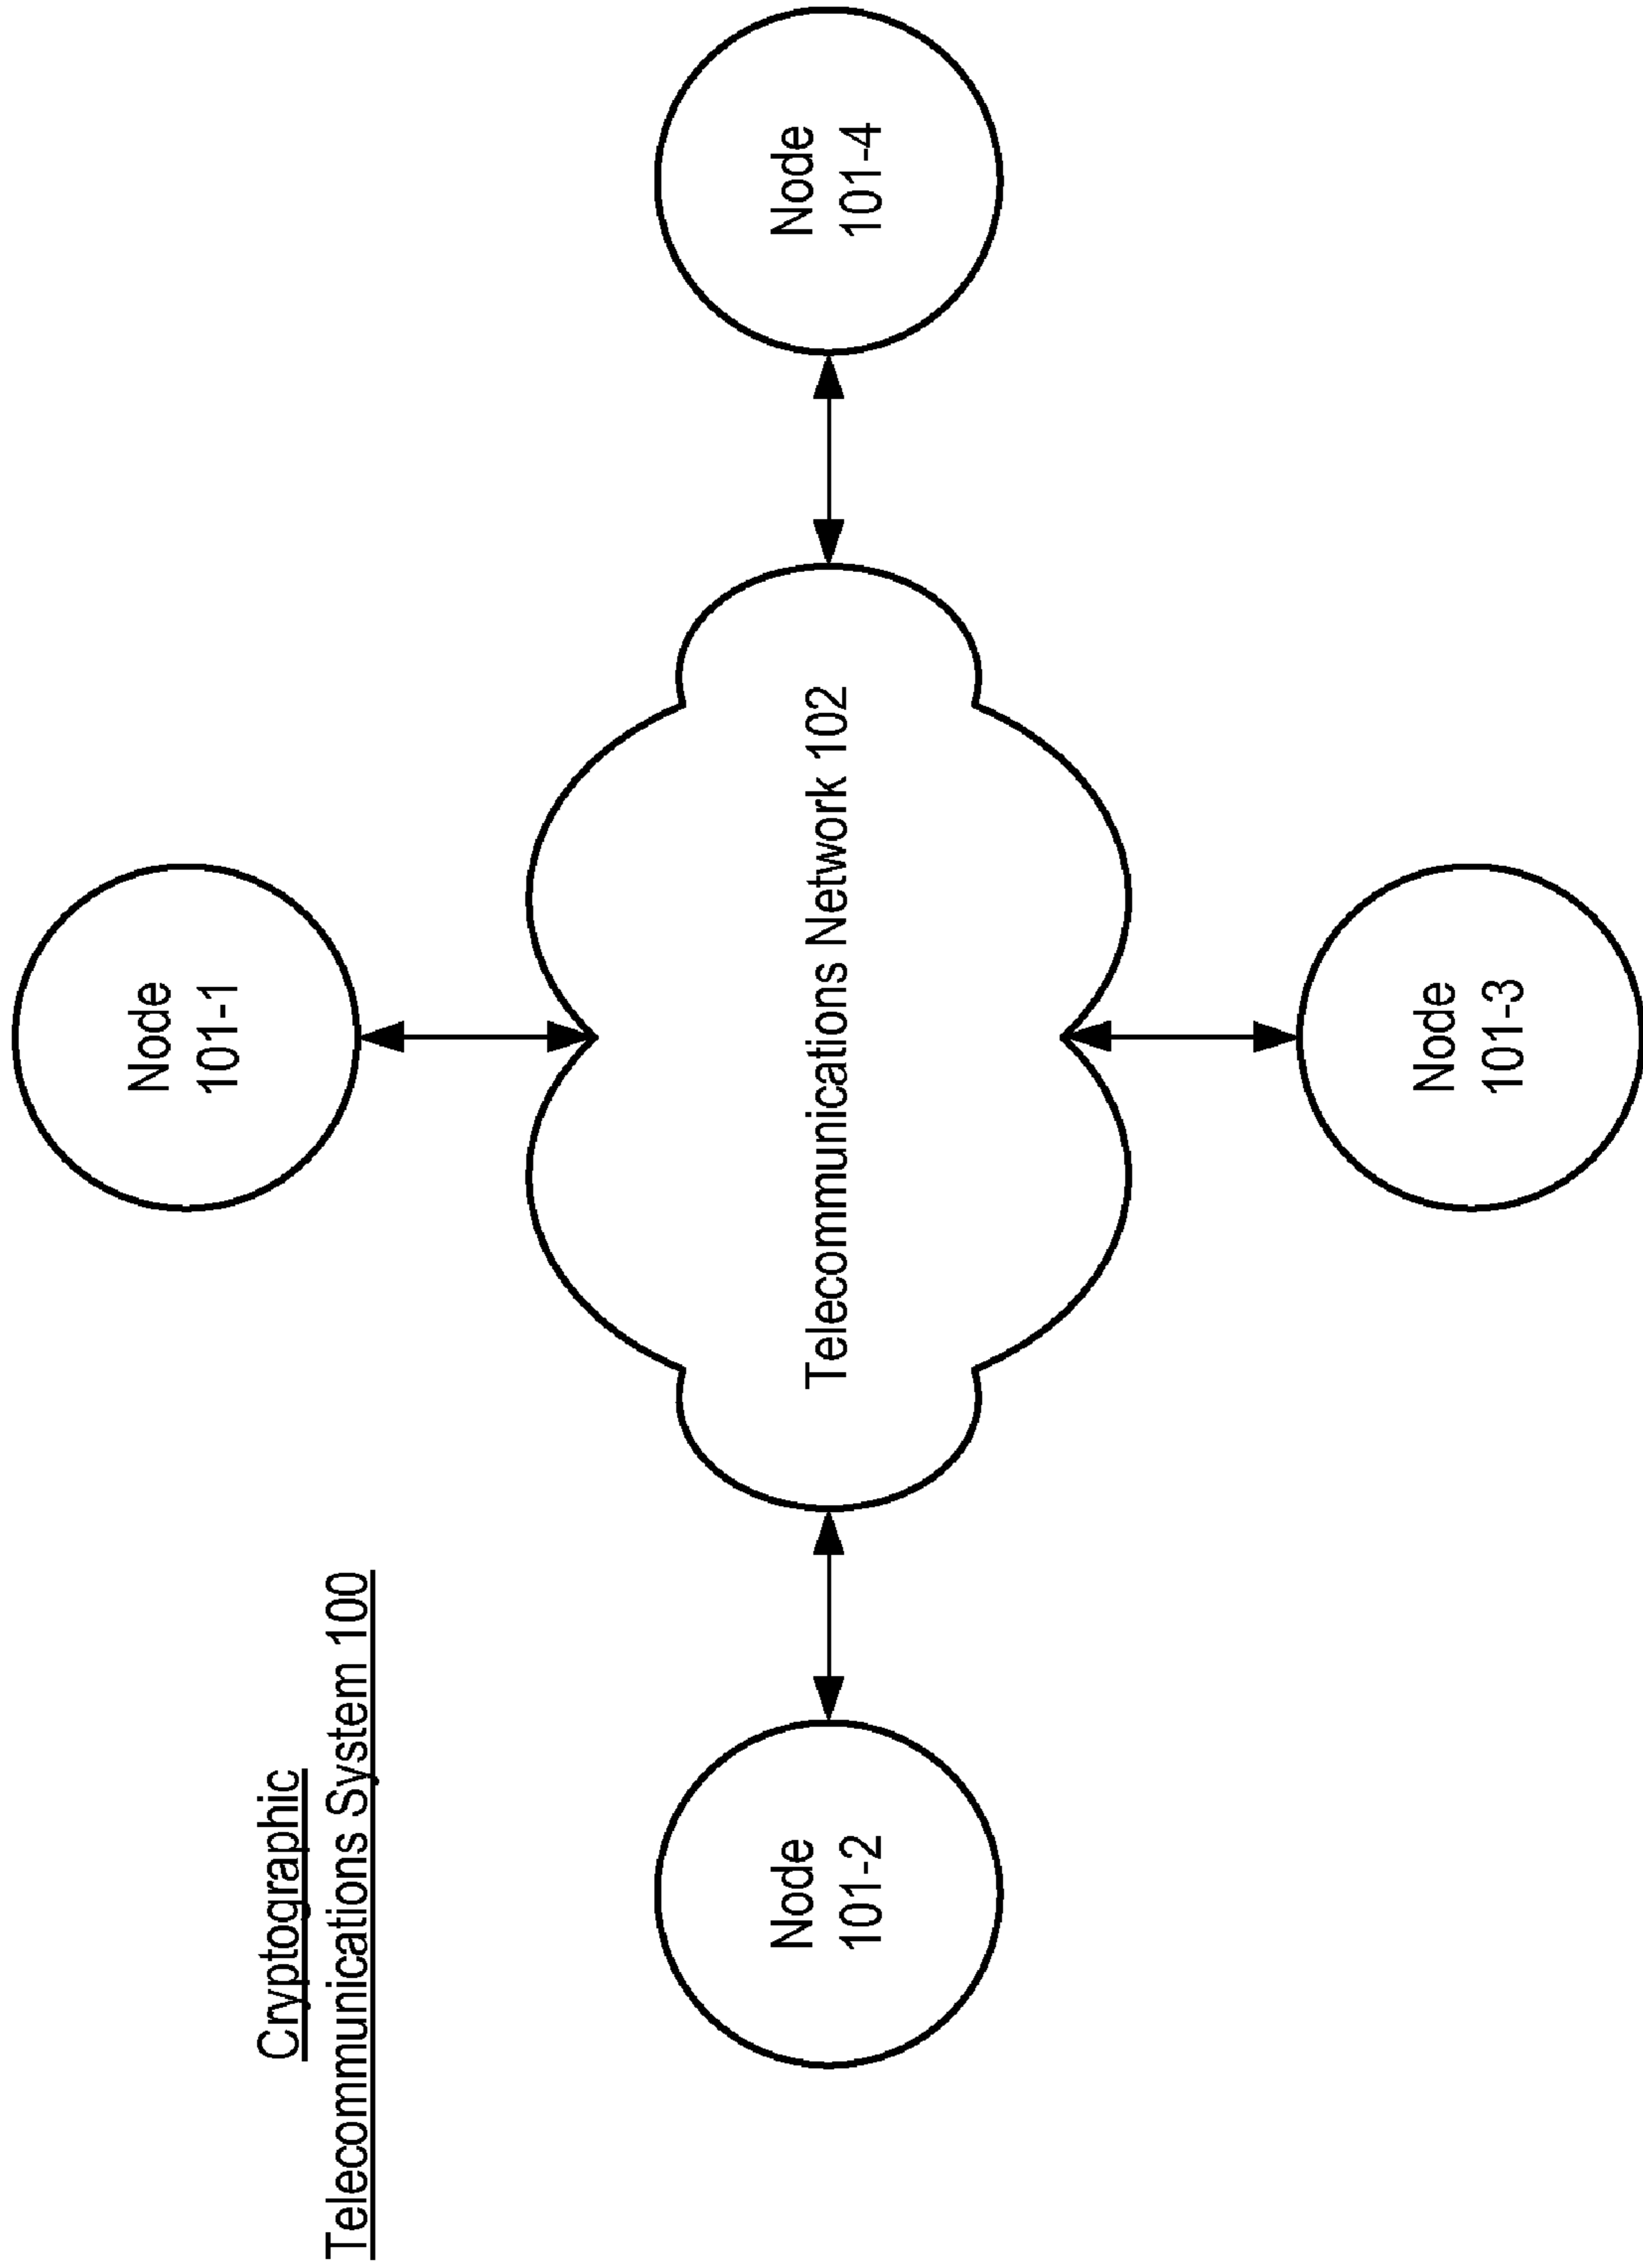 Cryptographic
Telecommunications System 100
Node
101-1
Node
101-2
Telecommunications Network 102
Node
101-4
Node
101-3